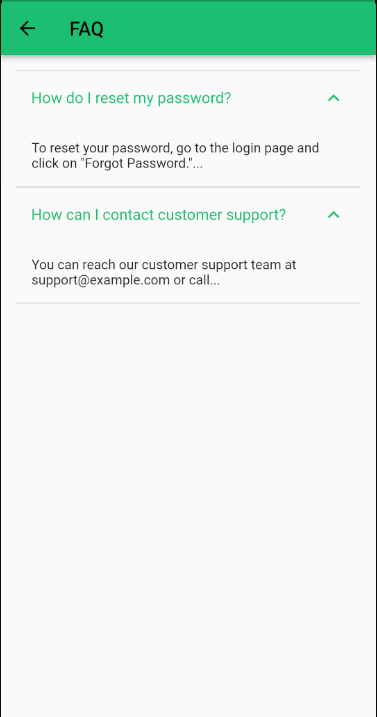 FAQ
How do I reset my password?
To reset your password, go to the login page and
click on "Forgot Password."...
How can I contact customer support?
You can reach our customer support team at
support@example.com or call...